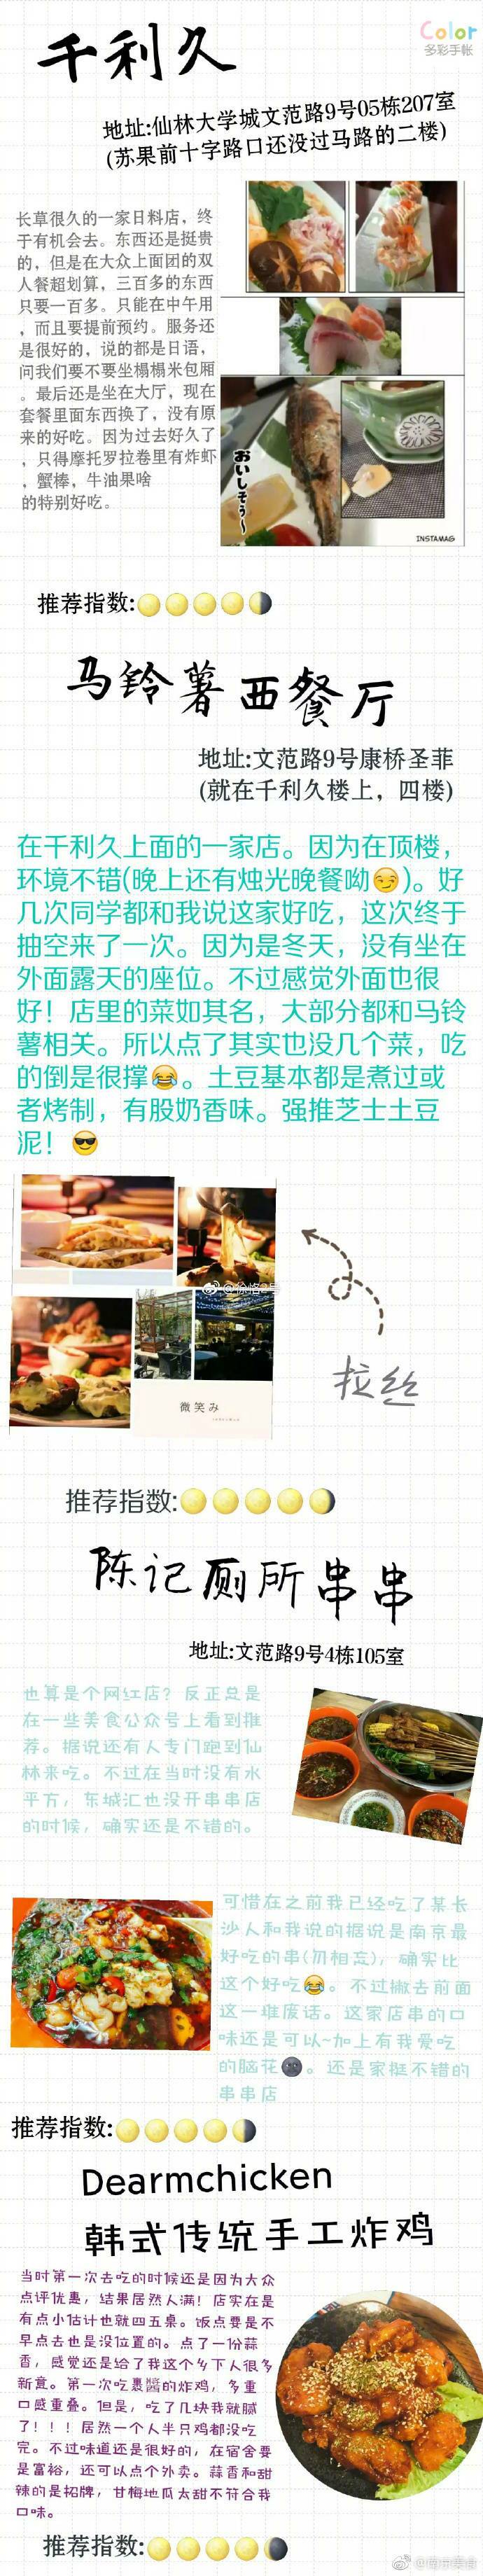 Color
多彩手帐
千利久
地址:仙林大学城文范路9号05栋207室
(苏果前十字路口还没过马路的二楼)
长草很久的一家日料店，终
于有机会去。东西还是挺贵
的，但是在大众上面团的双
人餐超划算，三百多的东西
只要一百多。只能在中午用
，而且要提前预约。服务还
是很好的，说的都是日语，
问我们要不要坐榻榻米包厢
。最后还是坐在大厅，现在
套餐里面东西换了，没有原
来的好吃。因为过去好久了
，只得摩托罗拉卷里有炸虾
，蟹棒，牛油果啥
的特别好吃。
おいしそう~
INSTAMAG
推荐指数:
马铃薯西餐厅
地址:文范路9号康桥圣菲
(就在千利久楼上，四楼)
在千利久上面的一家店。因为在顶楼，
环境不错(晚上还有烛光晚餐呦😏)。好
几次同学都和我说这家好吃，这次终于
抽空来了一次。因为是冬天，没有坐在
外面露天的座位。不过感觉外面也很
好！店里的菜如其名，大部分都和马铃
薯相关。所以点了其实也没几个菜，吃
的倒是很撑😂。土豆基本都是煮过或
者烤制，有股奶香味。强推芝士土豆
泥！😎
微笑み
拉丝
推荐指数:
陈记厕所串串
地址:文范路9号4栋105室
也算是个网红店？反正总是
在一些美食公众号上看到推
荐。据说还有人专门跑到仙
林来吃。不过在当时没有水
平方，东城汇也没开串串店
的时候，确实还是不错的。
可惜在之前我已经吃了某长
沙人和我说的据说是南京最
好吃的串(勿相忘)，确实比
这个好吃😂。不过撇去前面
这一堆废话。这家店串的口
味还是可以~加上有我爱吃
的脑花🌚。还是家挺不错的
串串店
推荐指数:
Dearmchicken
韩式传统手工炸鸡
当时第一次去吃的时候还是因为大众
点评优惠，结果居然人满！店实在是
有点小估计也就四五桌。饭点要是不
早点去也是没位置的。点了一份蒜
香，感觉还是给了我这个乡下人很多
新意。第一次吃裹酱的炸鸡，多重
口感重叠。但是，吃了几块我就腻
了！！！居然一个人半只鸡都没吃
完。不过味道还是很好的，在宿舍要
是富裕，还可以点个外卖。蒜香和甜
辣的是招牌，甘梅地瓜太甜不符合我
口味。
推荐指数:
@南京美食